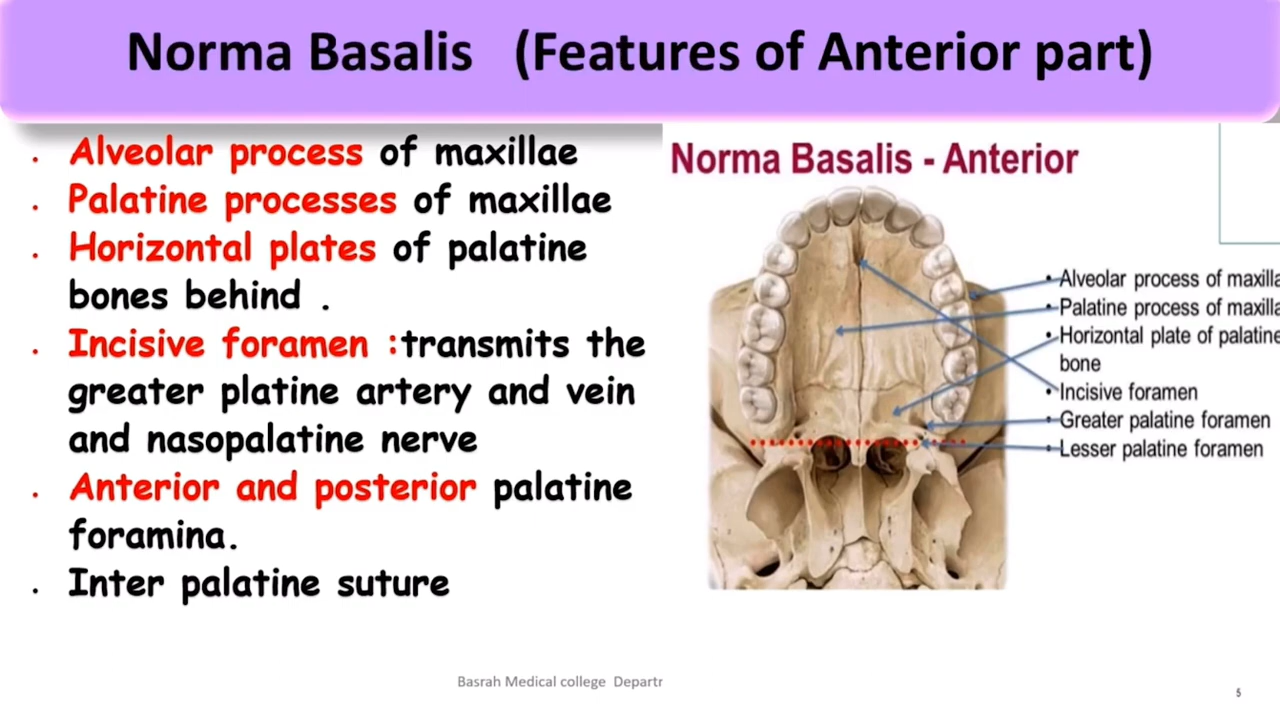 Norma Basalis (Features of Anterior part)
. Alveolar process of maxillae
. Palatine processes of maxillae
. Horizontal plates of palatine
bones behind .
. Incisive foramen :transmits the
greater platine artery and vein
and nasopalatine nerve
. Anterior and posterior palatine
foramina.
. Inter palatine suture
Norma Basalis - Anterior
• Alveolar process of maxilla
• Palatine process of maxilla
• Horizontal plate of palatine
bone
• Incisive foramen
• Greater palatine foramen
• Lesser palatine foramen
Basrah Medical college
5